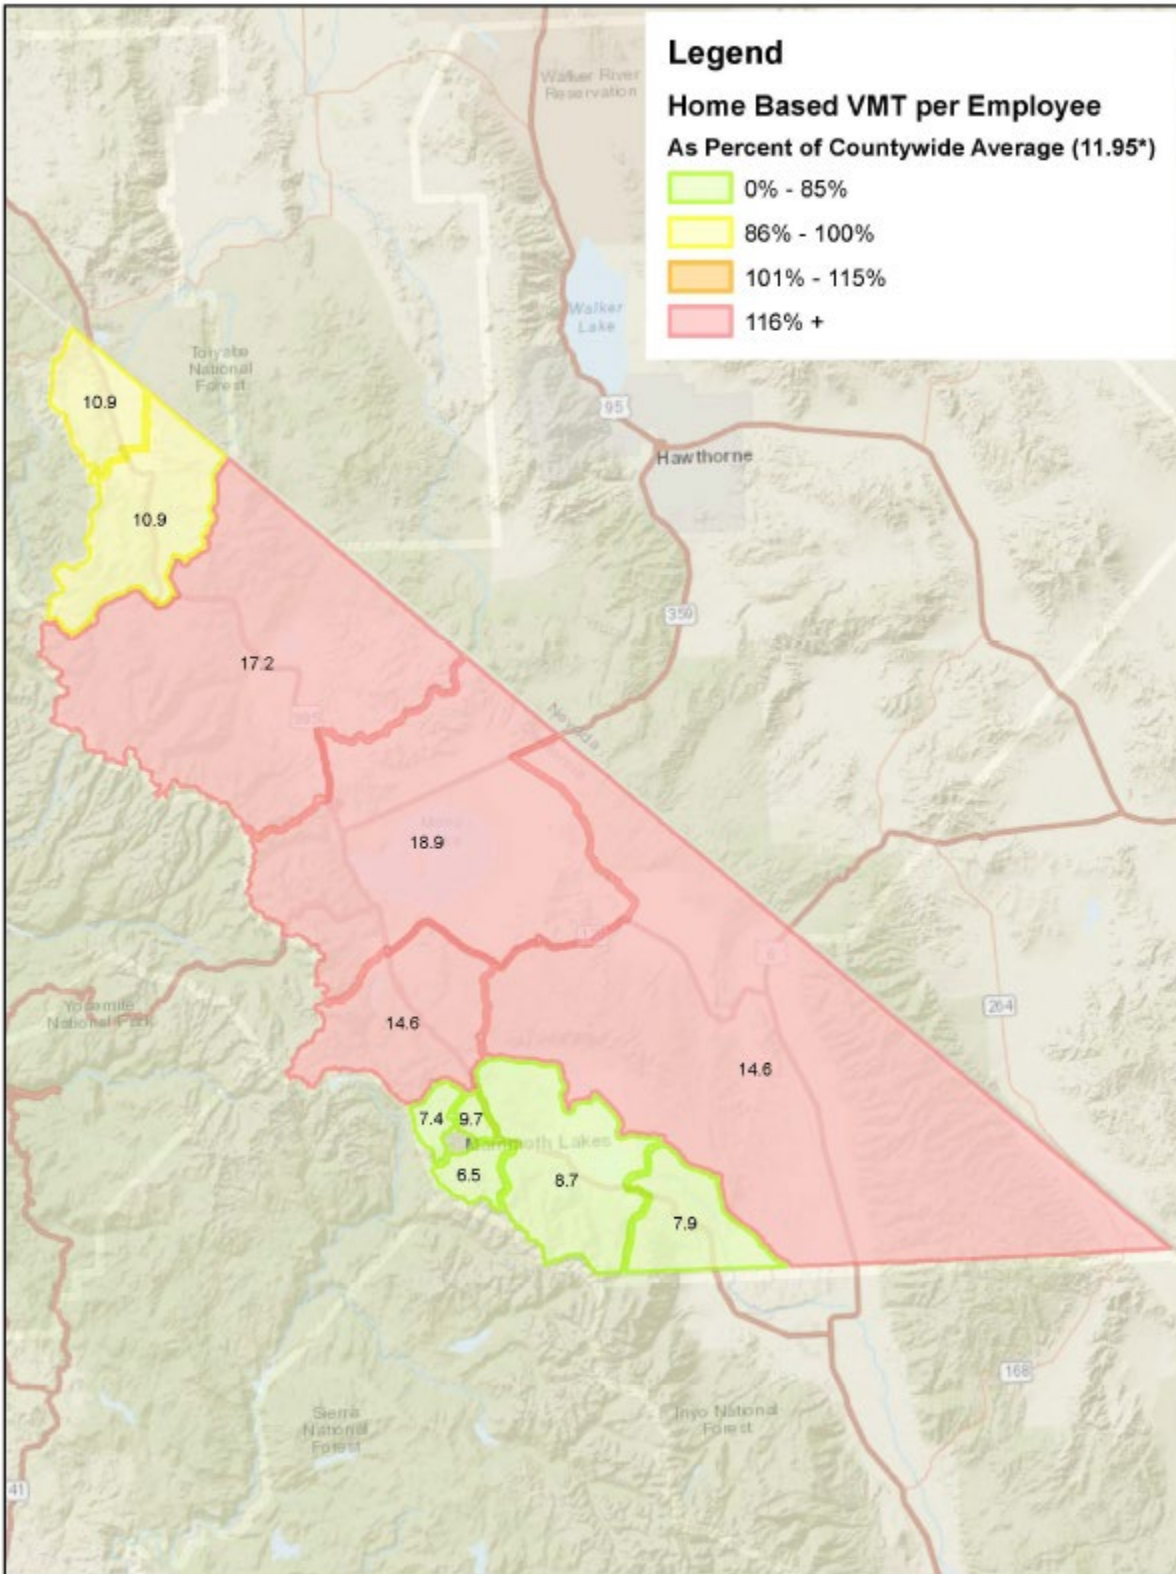 Legend
Home Based VMT per Employee
As Percent of Countywide Average (11.95*)
0% - 85%
86% - 100%
101% - 115%
116% +
Walker River
Reservation
Walker
Lake
Toiyabe
National
Forest
95
Hawthorne
10.9
10.9
359
17.2
395
Nevada
18.9
6
Yosemite
National Park
264
14.6
14.6
7.4
9.7
Mammoth Lakes
6.5
8.7
7.9
168
Sierra
National
Forest
Inyo National
Forest
41